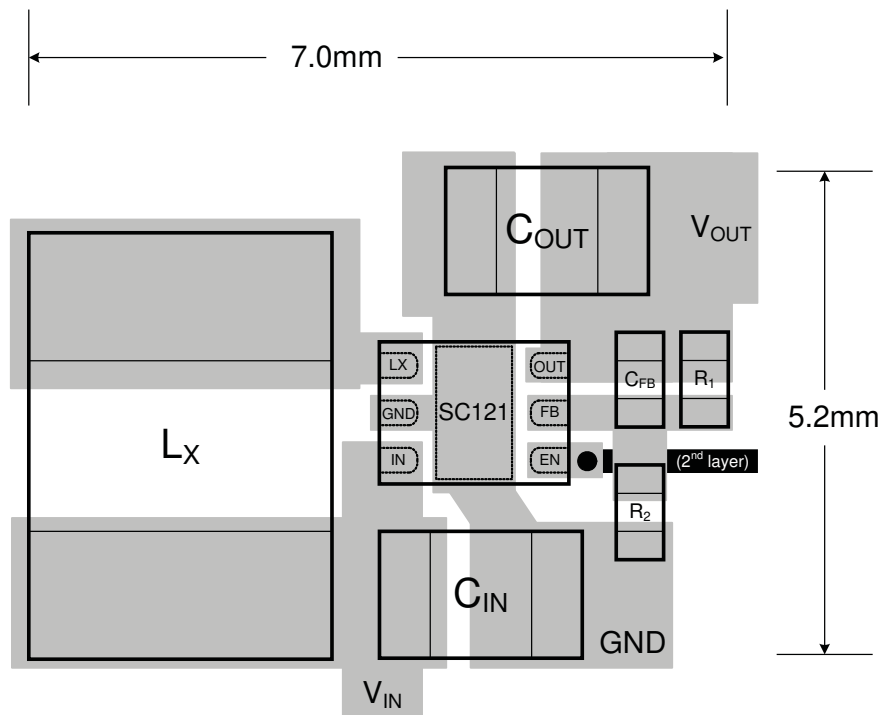 7.0mm
COUT
VOUT
LX
OUT
CFB
R1
GND
SC121
FB
5.2mm
LX
IN
EN
(2nd layer)
R2
CIN
GND
VIN